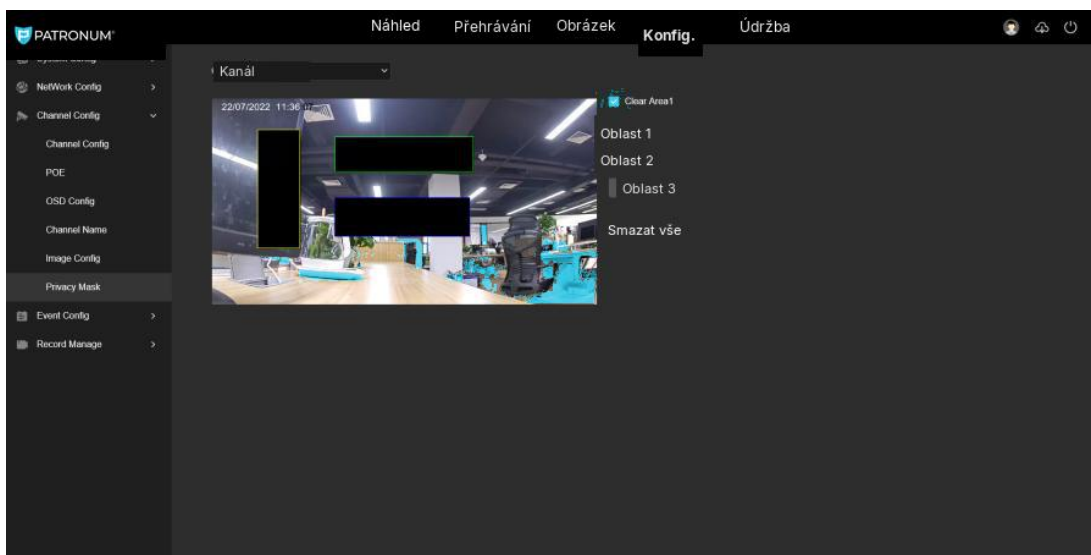 PATRONUM®
Náhled Přehrávání Obrázek Konfig. Údržba
NetWork Config
Channel Config
Channel Config
POE
OSD Config
Channel Name
Image Config
Privacy Mask
Event Config
Record Manage
Kanál
22/07/2022 11:36
Clear Area1
Oblast 1
Oblast 2
Oblast 3
Smazat vše